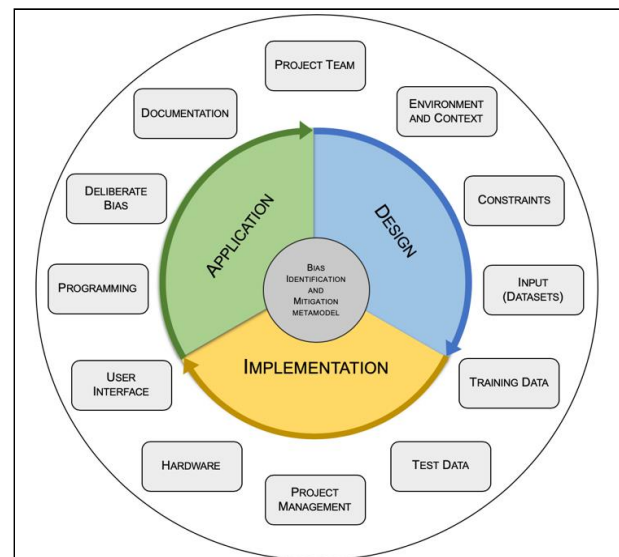 PROJECT TEAM
ENVIRONMENT
AND CONTEXT
CONSTRAINTS
INPUT
(DATASETS)
TRAINING DATA
TEST DATA
PROJECT
MANAGEMENT
HARDWARE
USER
INTERFACE
PROGRAMMING
DELIBERATE
BIAS
DOCUMENTATION
APPLICATION
DESIGN
IMPLEMENTATION
BIAS
IDENTIFICATION
AND
MITIGATION
METAMODEL